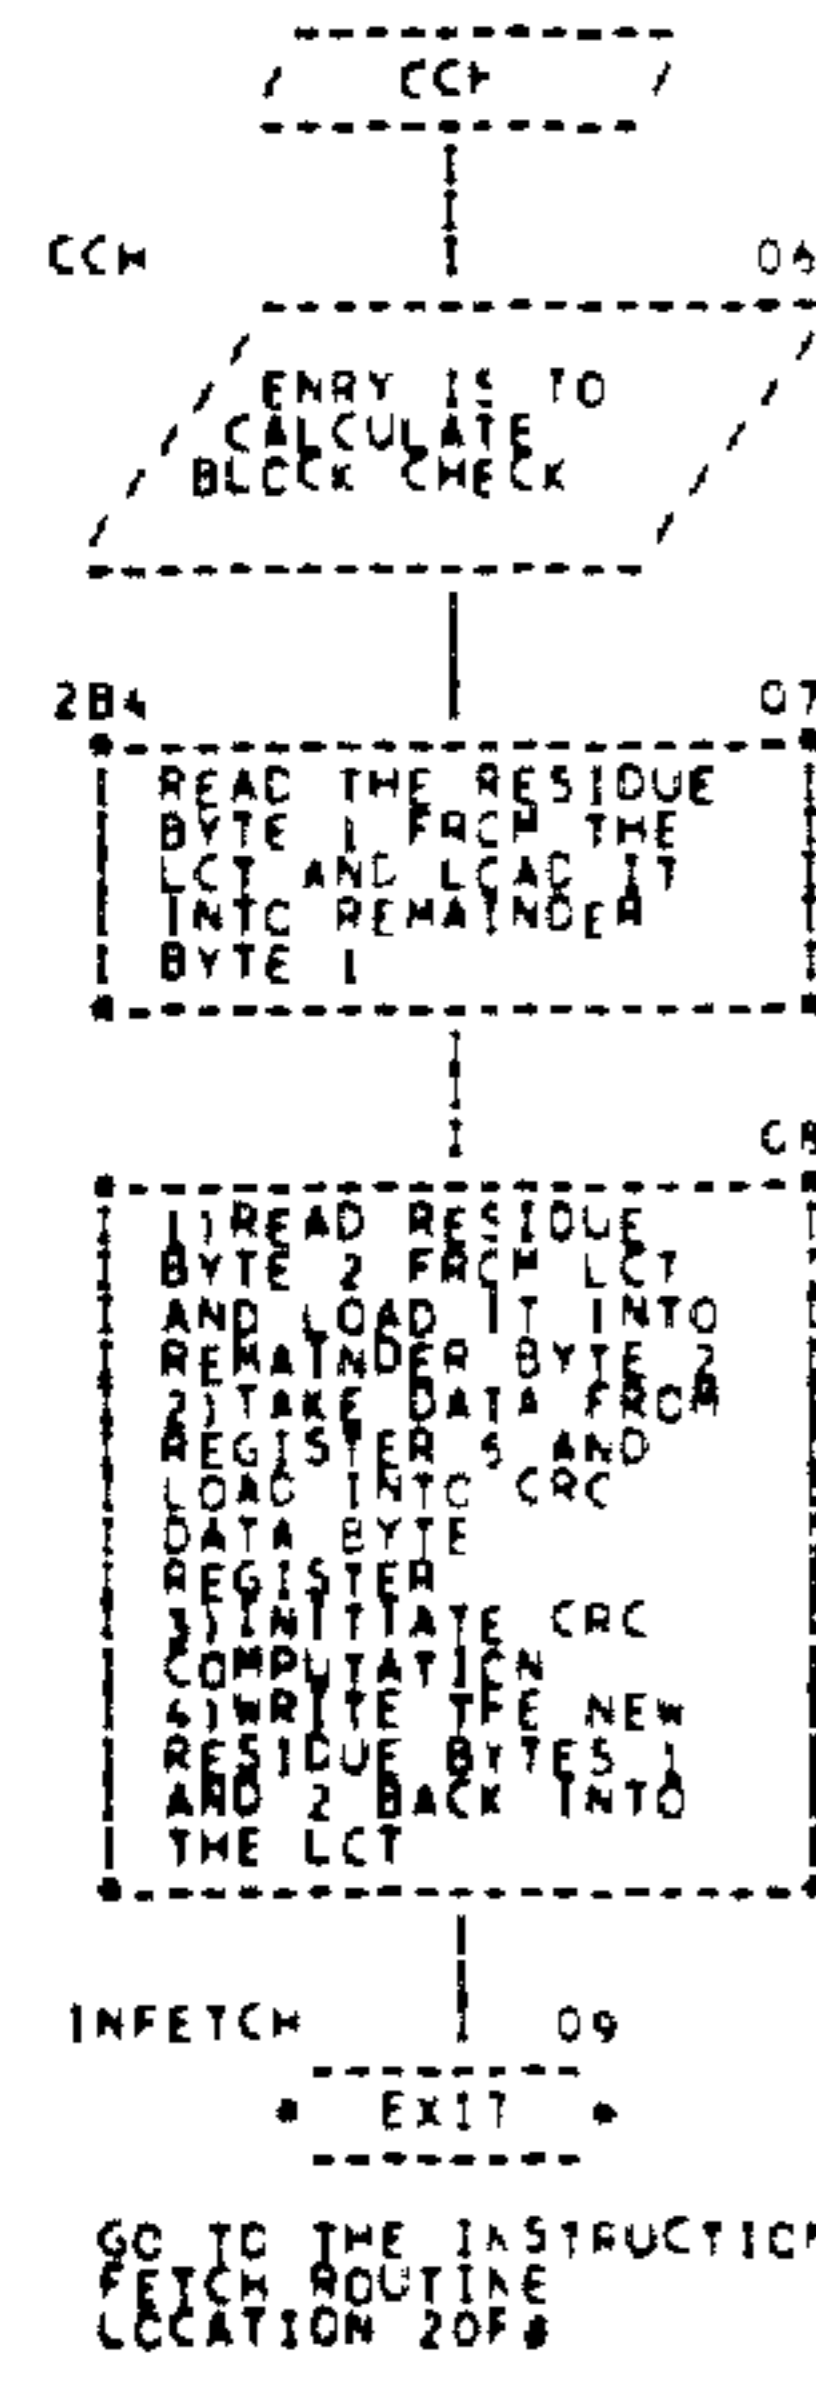 CCH
CCH 06
ENRY IS TO
CALCULATE
BLOCK CHECK
2B4 07
READ THE RESIDUE
BYTE 1 FROM THE
LCT AND LOAD IT
INTO REMAINDER
BYTE 1
08
1)READ RESIDUE
BYTE 2 FROM LCT
AND LOAD IT INTO
REMAINDER BYTE 2
2)TAKE DATA FROM
REGISTER 5 AND
LOAD INTO CRC
DATA BYTE
REGISTER
3)INITIATE CRC
COMPUTATION
4)WRITE THE NEW
RESIDUE BYTES 1
AND 2 BACK INTO
THE LCT
INFETCH 09
EXIT
GO TO THE INSTRUCTION
FETCH ROUTINE
LOCATION 20F#